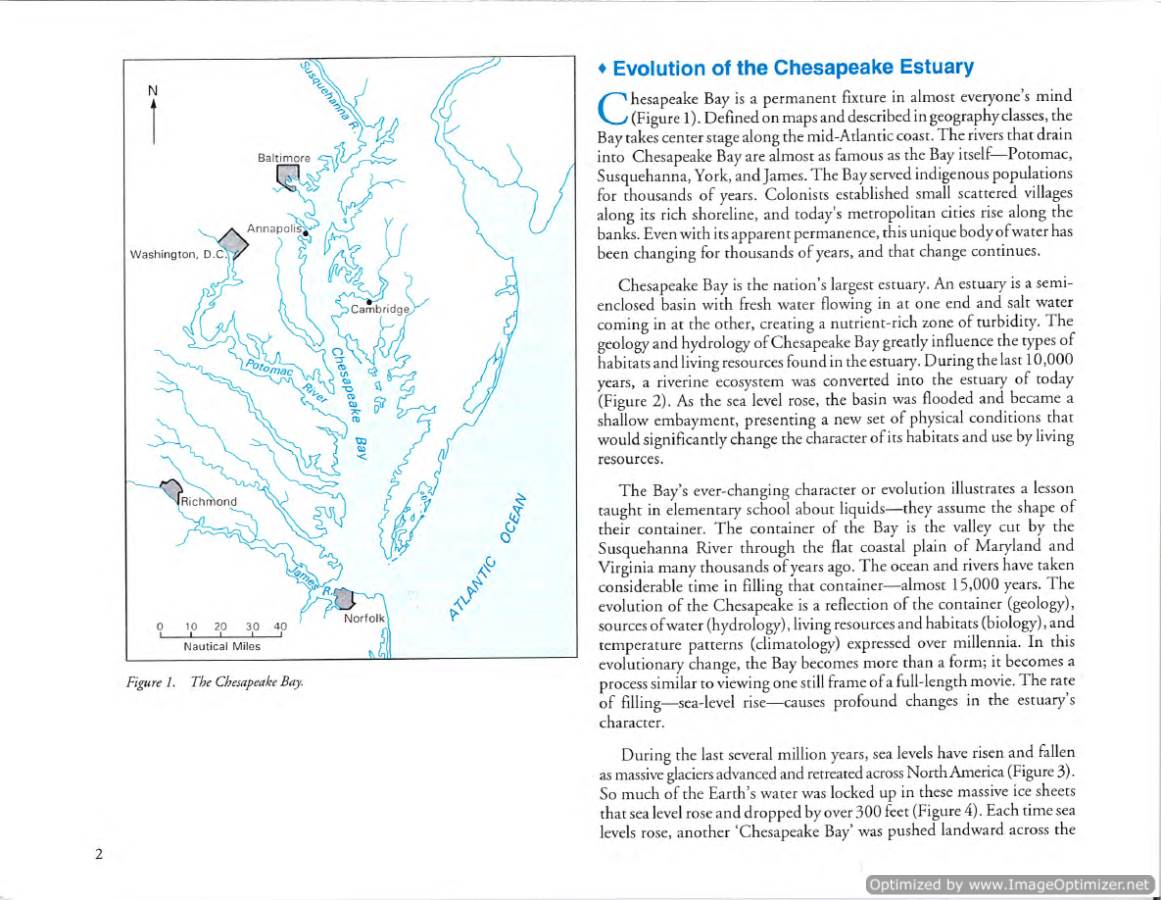 N
Susquehanna R.
Baltimore
Annapolis
Washington, D.C.
Cambridge
Potomac
River
Chesapeake
Bay
Richmond
ATLANTIC OCEAN
James R.
Norfolk
0 10 20 30 40
Nautical Miles
Figure 1. The Chesapeake Bay.
2
♦ Evolution of the Chesapeake Estuary
Chesapeake Bay is a permanent fixture in almost everyone's mind
(Figure 1). Defined on maps and described in geography classes, the
Bay takes center stage along the mid-Atlantic coast. The rivers that drain
into Chesapeake Bay are almost as famous as the Bay itself—Potomac,
Susquehanna, York, and James. The Bay served indigenous populations
for thousands of years. Colonists established small scattered villages
along its rich shoreline, and today's metropolitan cities rise along the
banks. Even with its apparent permanence, this unique body of water has
been changing for thousands of years, and that change continues.
Chesapeake Bay is the nation's largest estuary. An estuary is a semi-
enclosed basin with fresh water flowing in at one end and salt water
coming in at the other, creating a nutrient-rich zone of turbidity. The
geology and hydrology of Chesapeake Bay greatly influence the types of
habitats and living resources found in the estuary. During the last 10,000
years, a riverine ecosystem was converted into the estuary of today
(Figure 2). As the sea level rose, the basin was flooded and became a
shallow embayment, presenting a new set of physical conditions that
would significantly change the character of its habitats and use by living
resources.
The Bay's ever-changing character or evolution illustrates a lesson
taught in elementary school about liquids—they assume the shape of
their container. The container of the Bay is the valley cut by the
Susquehanna River through the flat coastal plain of Maryland and
Virginia many thousands of years ago. The ocean and rivers have taken
considerable time in filling that container—almost 15,000 years. The
evolution of the Chesapeake is a reflection of the container (geology),
sources of water (hydrology), living resources and habitats (biology), and
temperature patterns (climatology) expressed over millennia. In this
evolutionary change, the Bay becomes more than a form; it becomes a
process similar to viewing one still frame of a full-length movie. The rate
of filling—sea-level rise—causes profound changes in the estuary's
character.
During the last several million years, sea levels have risen and fallen
as massive glaciers advanced and retreated across North America (Figure 3).
So much of the Earth's water was locked up in these massive ice sheets
that sea level rose and dropped by over 300 feet (Figure 4). Each time sea
levels rose, another 'Chesapeake Bay' was pushed landward across the
Optimized by www.ImageOptimizer.net